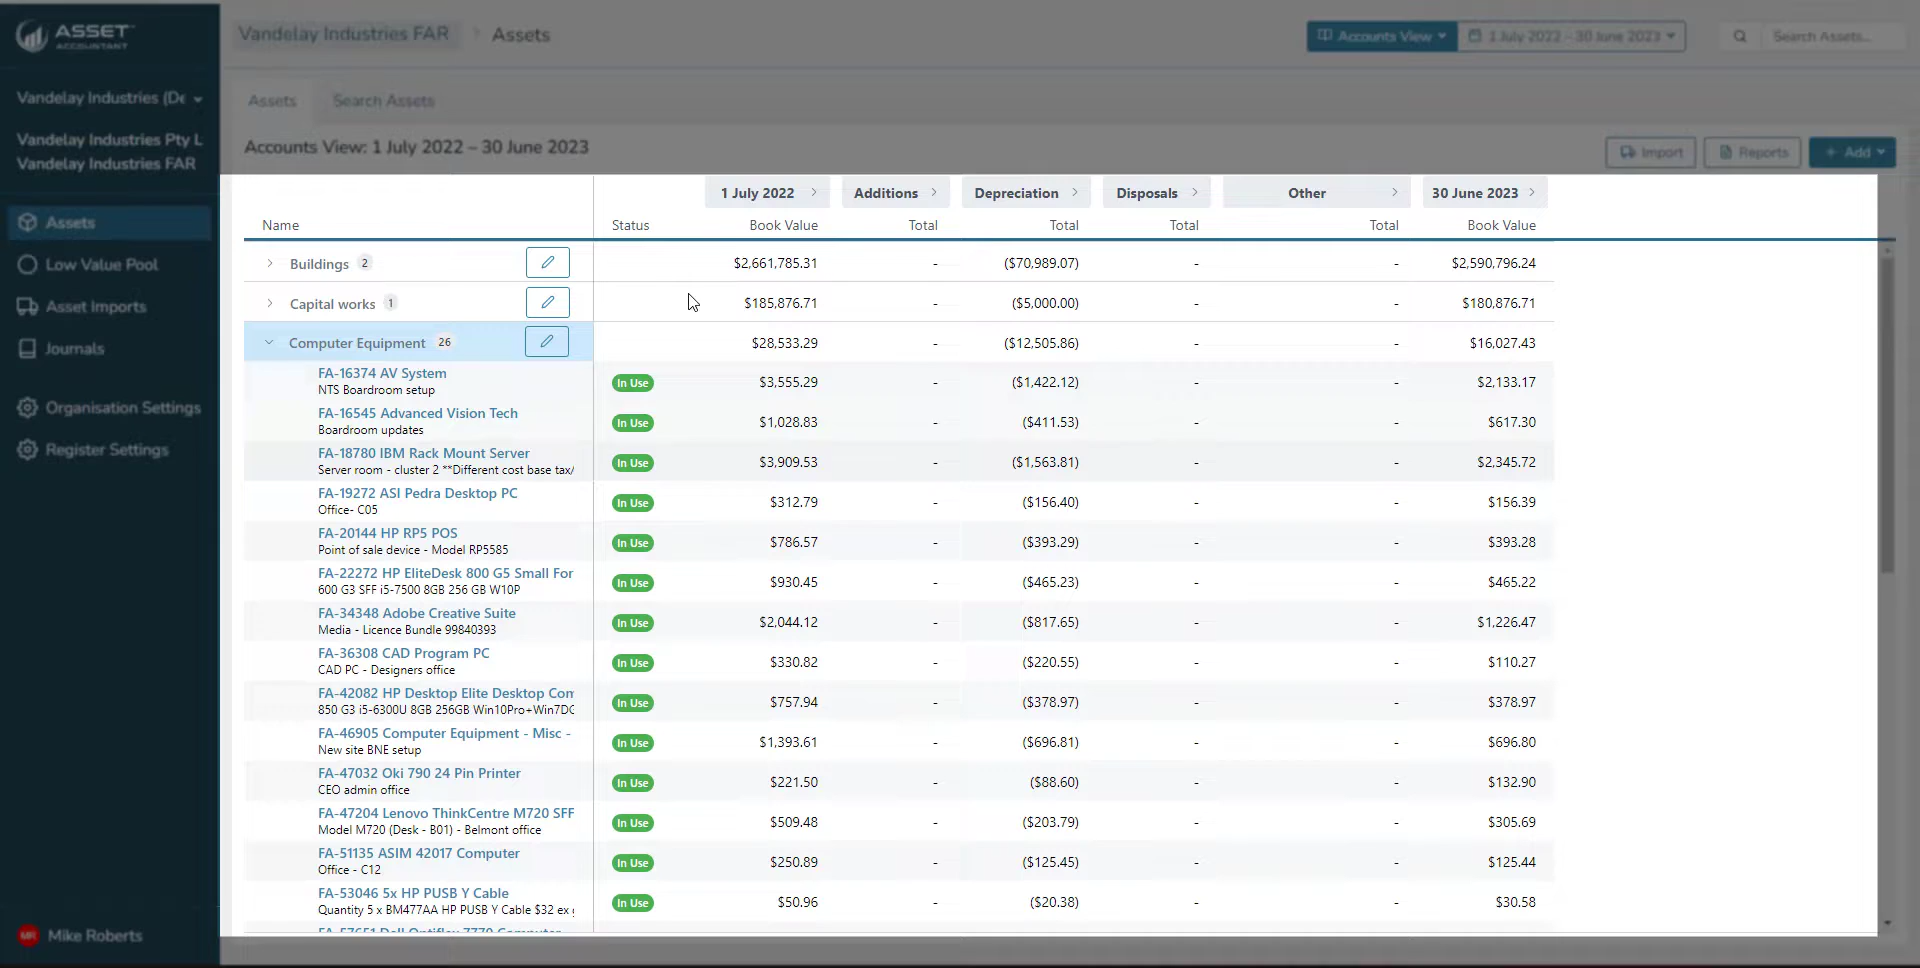 ASSET
ACCOUNTANT
Vandelay Industries FAR
Assets
Accounts View
1 July 2022 – 30 June 2023
Search Assets...
Vandelay Industries (De
Vandelay Industries Pty L
Vandelay Industries FAR
Assets
Low Value Pool
Asset Imports
Journals
Organisation Settings
Register Settings
MR Mike Roberts
Assets Search Assets
Accounts View: 1 July 2022 – 30 June 2023
Import Reports + Add
1 July 2022 Additions Depreciation Disposals Other 30 June 2023
Name Status Book Value Total Total Total Total Book Value
Buildings 2 $2,661,785.31 - ($70,989.07) - - $2,590,796.24
Capital works 1 $185,876.71 - ($5,000.00) - - $180,876.71
Computer Equipment 26 $28,533.29 - ($12,505.86) - - $16,027.43
FA-16374 AV System
NTS Boardroom setup
In Use $3,555.29 - ($1,422.12) - - $2,133.17
FA-16545 Advanced Vision Tech
Boardroom updates
In Use $1,028.83 - ($411.53) - - $617.30
FA-18780 IBM Rack Mount Server
Server room - cluster 2 **Different cost base tax/
In Use $3,909.53 - ($1,563.81) - - $2,345.72
FA-19272 ASI Pedra Desktop PC
Office- C05
In Use $312.79 - ($156.40) - - $156.39
FA-20144 HP RP5 POS
Point of sale device - Model RP5585
In Use $786.57 - ($393.29) - - $393.28
FA-22272 HP EliteDesk 800 G5 Small For
600 G3 SFF i5-7500 8GB 256 GB W10P
In Use $930.45 - ($465.23) - - $465.22
FA-34348 Adobe Creative Suite
Media - Licence Bundle 99840393
In Use $2,044.12 - ($817.65) - - $1,226.47
FA-36308 CAD Program PC
CAD PC - Designers office
In Use $330.82 - ($220.55) - - $110.27
FA-42082 HP Desktop Elite Desktop Com
850 G3 i5-6300U 8GB 256GB Win10Pro+Win7DG
In Use $757.94 - ($378.97) - - $378.97
FA-46905 Computer Equipment - Misc -
New site BNE setup
In Use $1,393.61 - ($696.81) - - $696.80
FA-47032 Oki 790 24 Pin Printer
CEO admin office
In Use $221.50 - ($88.60) - - $132.90
FA-47204 Lenovo ThinkCentre M720 SFF
Model M720 (Desk - B01) - Belmont office
In Use $509.48 - ($203.79) - - $305.69
FA-51135 ASIM 42017 Computer
Office - C12
In Use $250.89 - ($125.45) - - $125.44
FA-53046 5x HP PUSB Y Cable
Quantity 5 x BM477AA HP PUSB Y Cable $32 ex
In Use $50.96 - ($20.38) - - $30.58